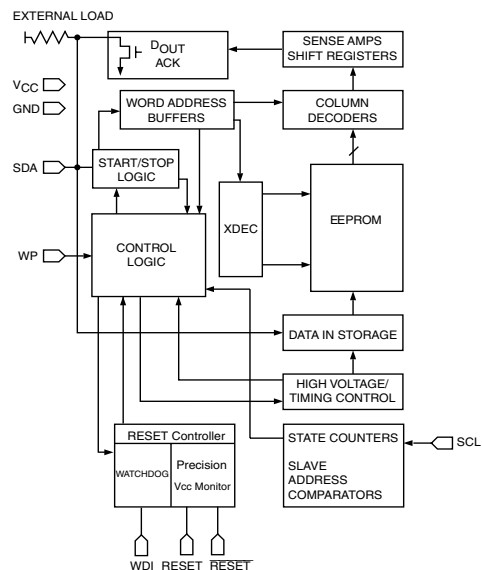 EXTERNAL LOAD
DOUT
ACK
SENSE AMPS
SHIFT REGISTERS
VCC
GND
WORD ADDRESS
BUFFERS
COLUMN
DECODERS
SDA
START/STOP
LOGIC
XDEC
EEPROM
WP
CONTROL
LOGIC
DATA IN STORAGE
HIGH VOLTAGE/
TIMING CONTROL
RESET Controller
WATCHDOG
Precision
Vcc Monitor
STATE COUNTERS
SLAVE
ADDRESS
COMPARATORS
SCL
WDI RESET R̅E̅S̅E̅T̅